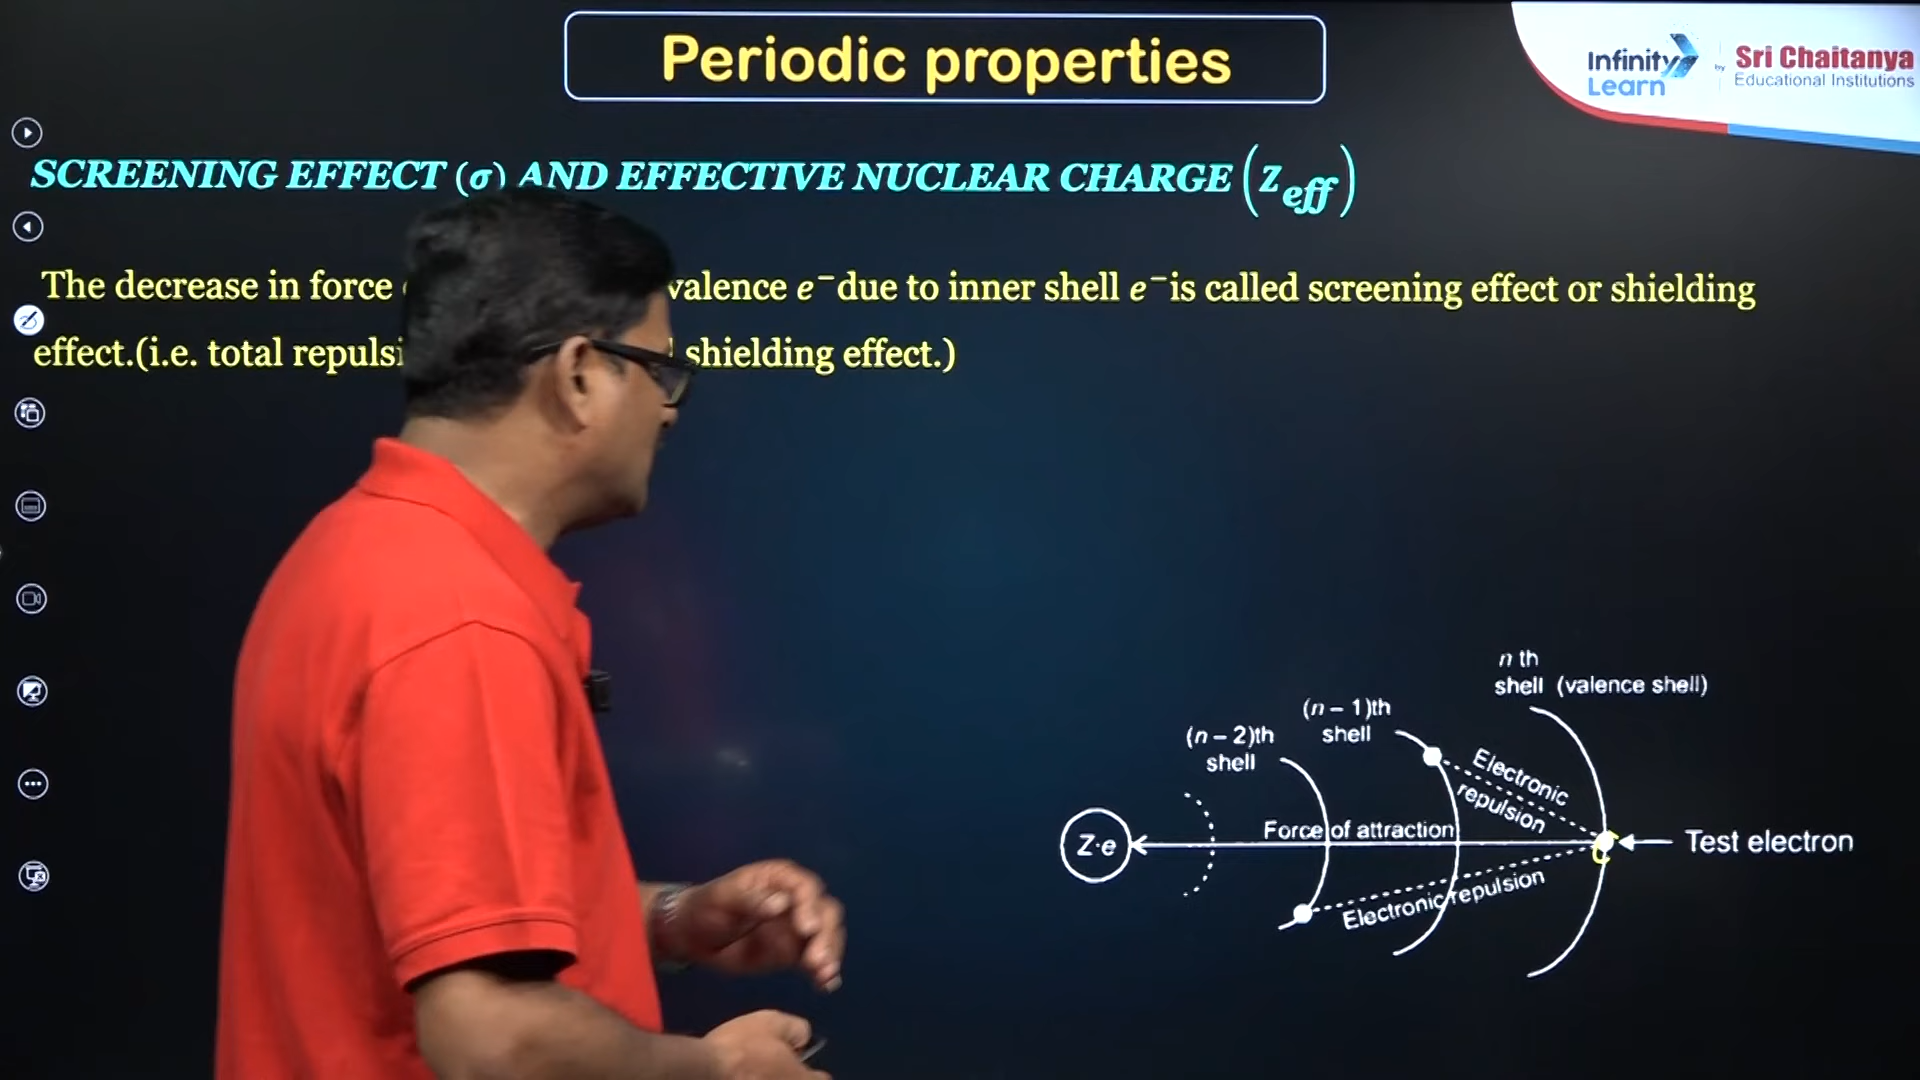 Periodic properties
Infinity
Learn
by
Sri Chaitanya
Educational Institutions
SCREENING EFFECT (σ) AND EFFECTIVE NUCLEAR CHARGE (Zeff)
The decrease in force valence e⁻ due to inner shell e⁻ is called screening effect or shielding
effect.(i.e. total shielding effect.)
n th
shell (valence shell)
(n – 1)th
shell
(n – 2)th
shell
Electronic
repulsion
Force of attraction
Z·e
Test electron
Electronic repulsion